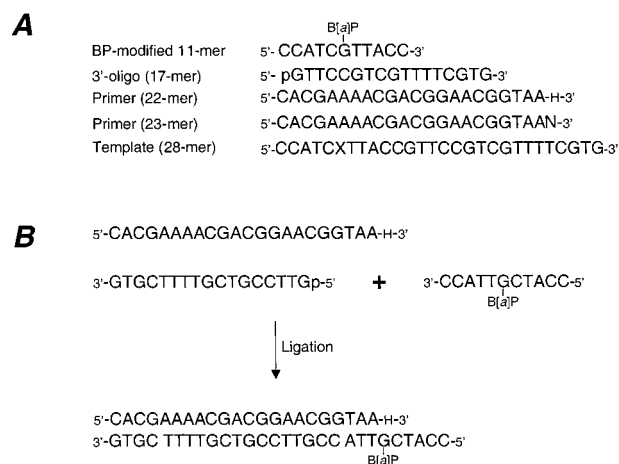 A
B[a]P
BP-modified 11-mer 5'-CCATCGTTACC-3'
3'-oligo (17-mer) 5'-pGTTCCGTCGTTTTCGTG-3'
Primer (22-mer) 5'-CACGAAAACGACGGAACGGTAA-H-3'
Primer (23-mer) 5'-CACGAAAACGACGGAACGGTAAN-3'
Template (28-mer) 5'-CCATCXTTACCGTTCCGTCGTTTTCGTG-3'
B
5'-CACGAAAACGACGGAACGGTAA-H-3'
3'-GTGCTTTTGCTGCCTTGp-5' + 3'-CCATTGCTACC-5'
B[a]P
Ligation
5'-CACGAAAACGACGGAACGGTAA-H-3'
3'-GTGC TTTTGCTGCCTTGCC ATTGCTACC-5'
B[a]P